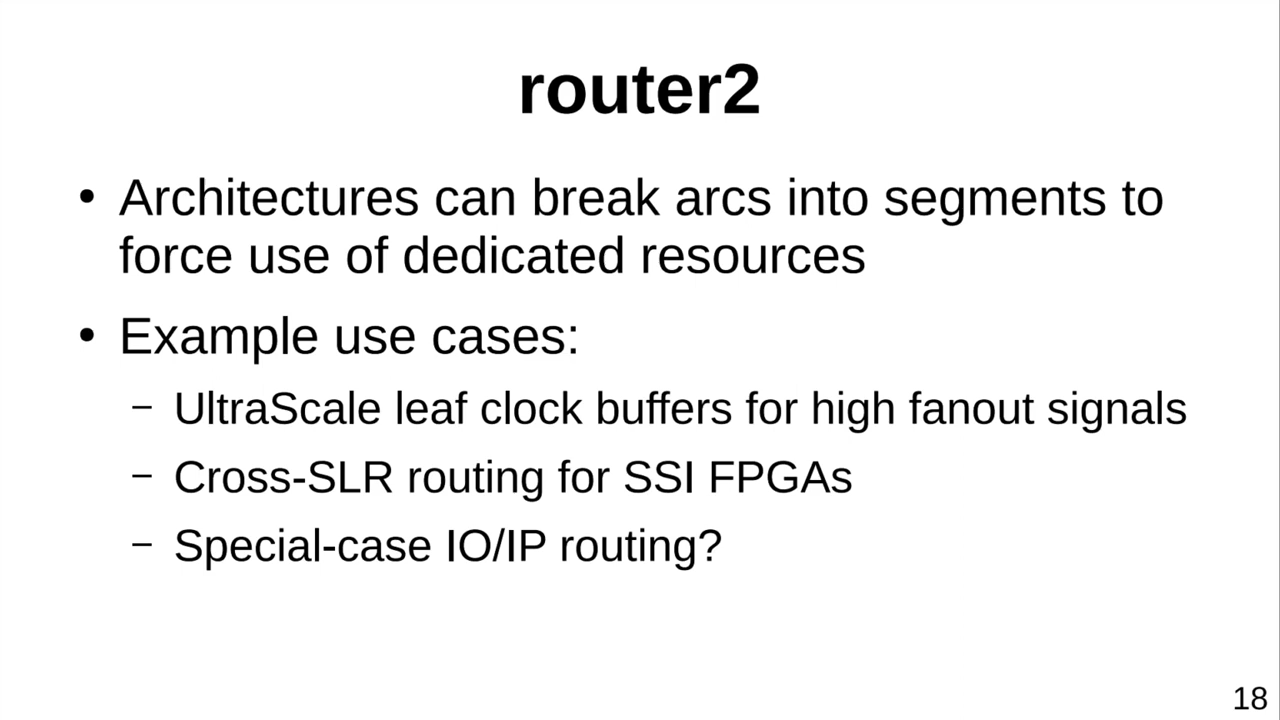 router2
• Architectures can break arcs into segments to
force use of dedicated resources
• Example use cases:
– UltraScale leaf clock buffers for high fanout signals
– Cross-SLR routing for SSI FPGAs
– Special-case IO/IP routing?
18